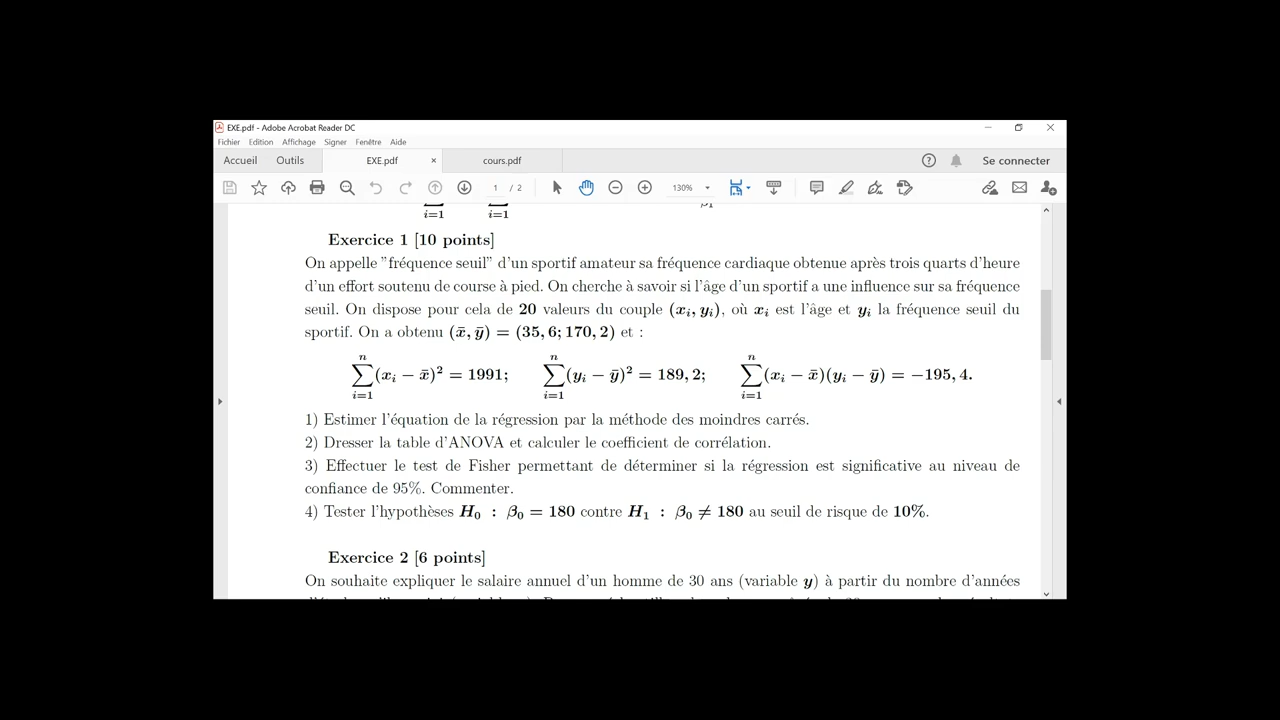 EXE.pdf - Adobe Acrobat Reader DC
Fichier Edition Affichage Signer Fenêtre Aide
Accueil Outils EXE.pdf × cours.pdf Se connecter
1 / 2 130%
i=1 i=1
Exercice 1 [10 points]
On appelle ”fréquence seuil” d’un sportif amateur sa fréquence cardiaque obtenue après trois quarts d’heure
d’un effort soutenu de course à pied. On cherche à savoir si l’âge d’un sportif a une influence sur sa fréquence
seuil. On dispose pour cela de 20 valeurs du couple (xᵢ, yᵢ), où xᵢ est l’âge et yᵢ la fréquence seuil du
sportif. On a obtenu (x̄, ȳ) = (35, 6; 170, 2) et :
n n n
∑(xᵢ − x̄)² = 1991; ∑(yᵢ − ȳ)² = 189, 2; ∑(xᵢ − x̄)(yᵢ − ȳ) = −195, 4.
i=1 i=1 i=1
1) Estimer l’équation de la régression par la méthode des moindres carrés.
2) Dresser la table d’ANOVA et calculer le coefficient de corrélation.
3) Effectuer le test de Fisher permettant de déterminer si la régression est significative au niveau de
confiance de 95%. Commenter.
4) Tester l’hypothèses H₀ : β₀ = 180 contre H₁ : β₀ ≠ 180 au seuil de risque de 10%.
Exercice 2 [6 points]
On souhaite expliquer le salaire annuel d’un homme de 30 ans (variable y) à partir du nombre d’années